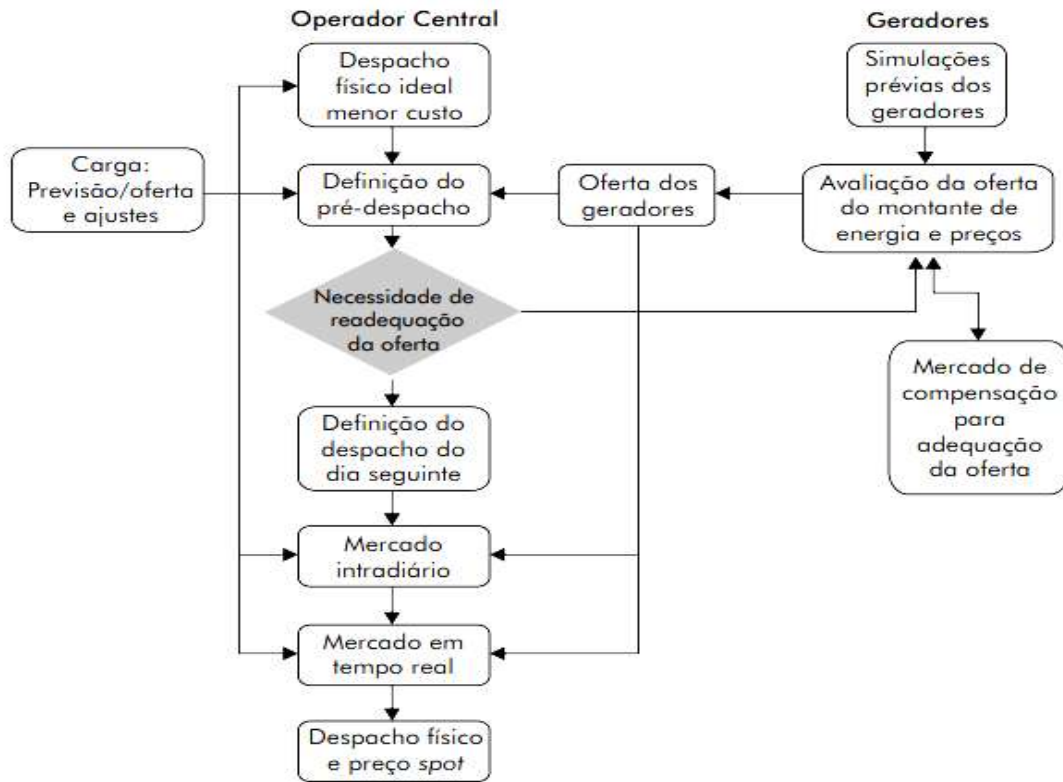 Operador Central
Geradores
Despacho
físico ideal
menor custo
Simulações
prévias dos
geradores
Carga:
Previsão/oferta
e ajustes
Definição do
pré-despacho
Oferta dos
geradores
Avaliação da oferta
do montante de
energia e preços
Necessidade de
readequação
da oferta
Mercado de
compensação
para
adequação
da oferta
Definição do
despacho do
dia seguinte
Mercado
intradiário
Mercado em
tempo real
Despacho físico
e preço spot